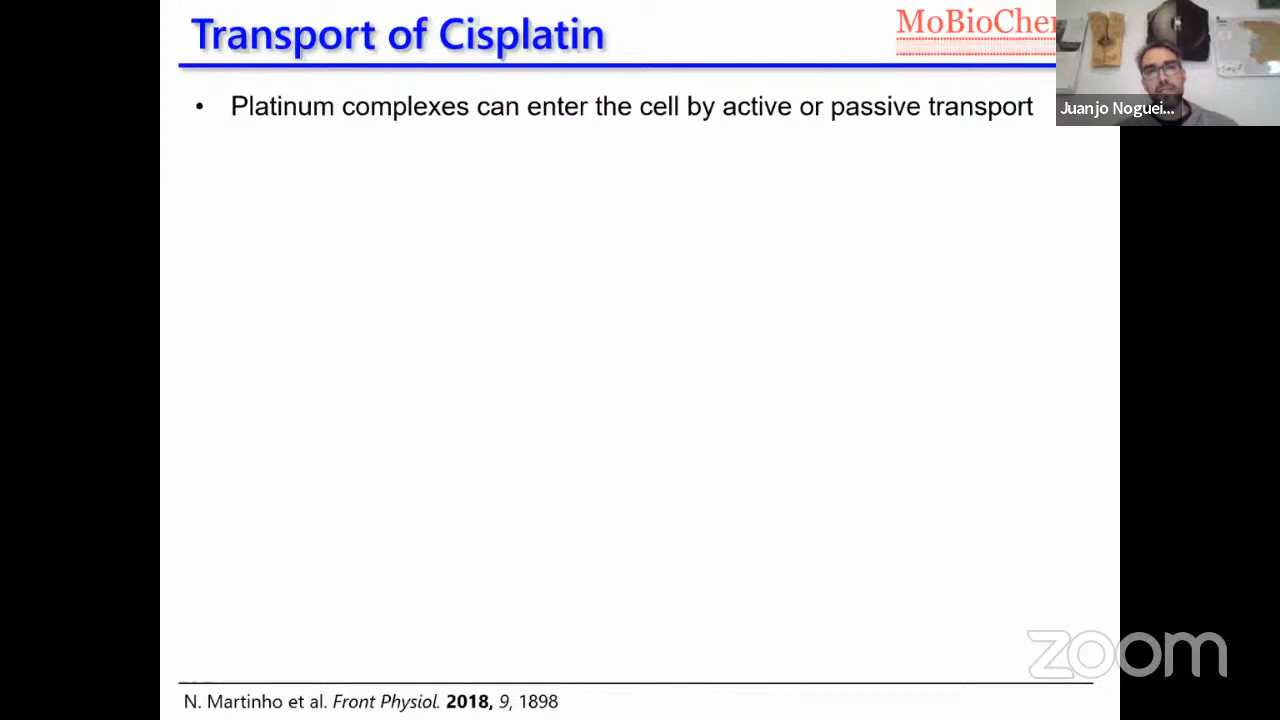 Transport of Cisplatin
MoBioChe
Juanjo Noguei...
• Platinum complexes can enter the cell by active or passive transport
zoom
N. Martinho et al. Front Physiol. 2018, 9, 1898